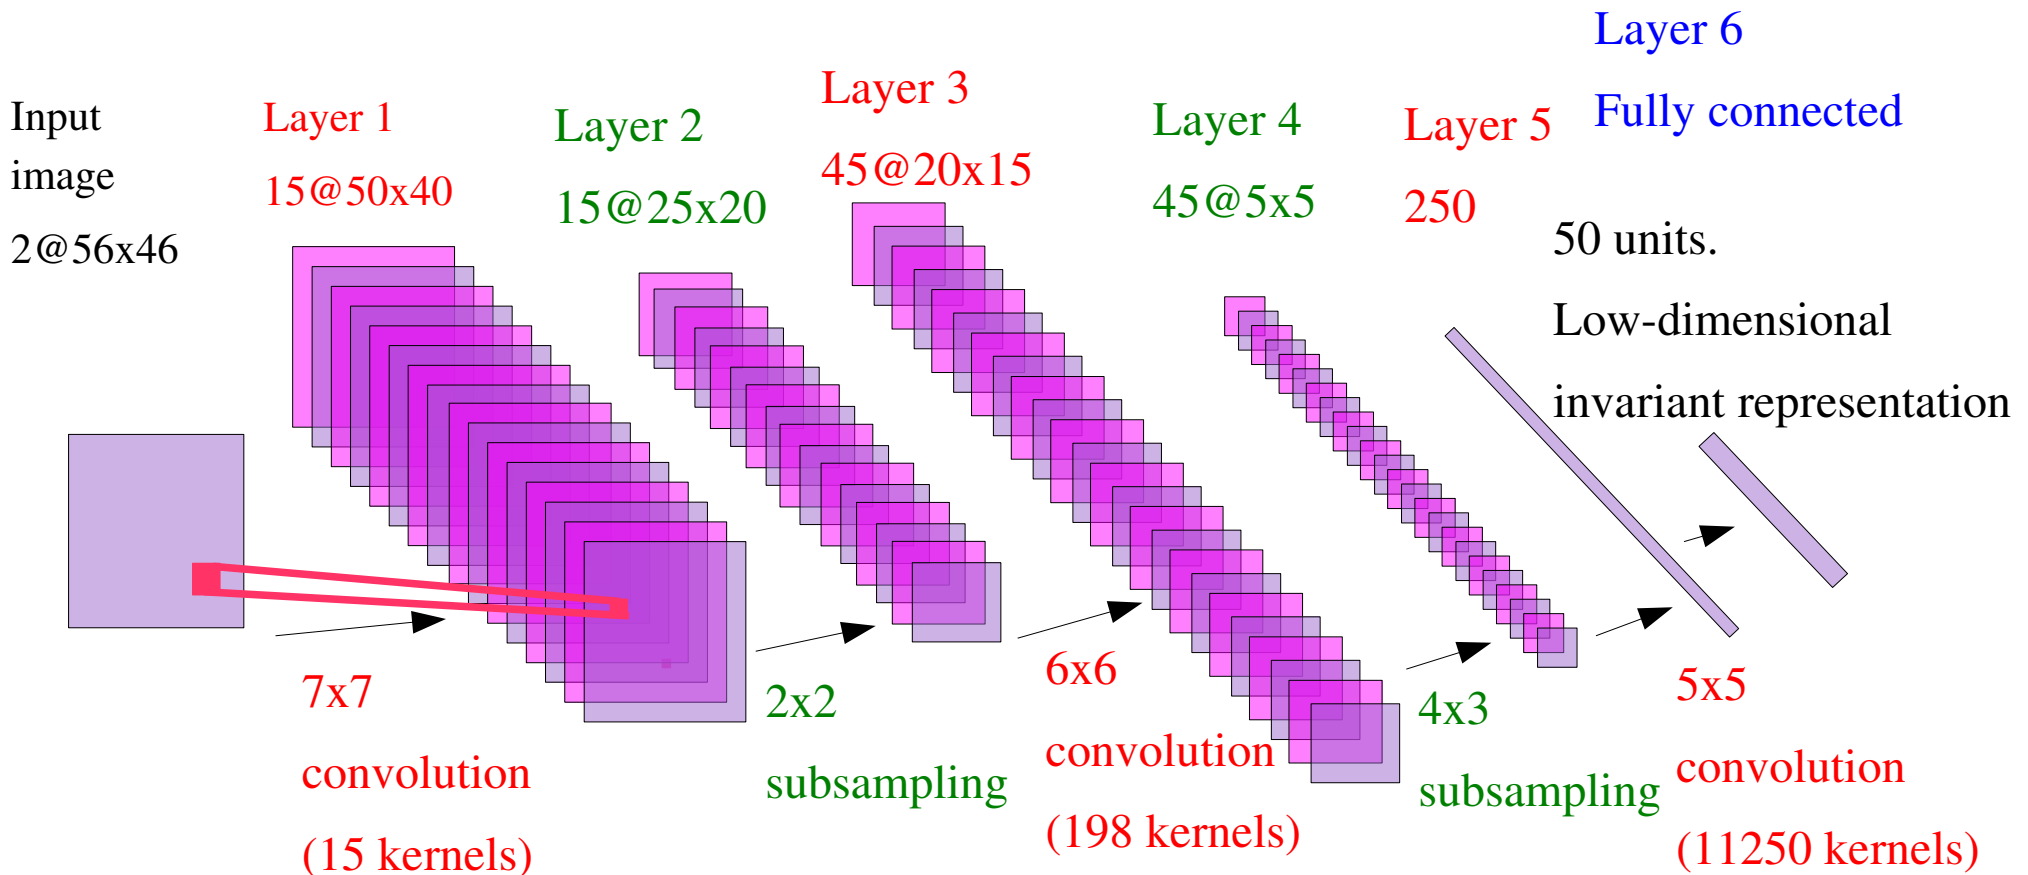 Input
image
2@56x46
Layer 1
15@50x40
Layer 2
15@25x20
Layer 3
45@20x15
Layer 4
45@5x5
Layer 5
250
Layer 6
Fully connected
50 units.
Low-dimensional
invariant representation
7x7
convolution
(15 kernels)
2x2
subsampling
6x6
convolution
(198 kernels)
4x3
subsampling
5x5
convolution
(11250 kernels)